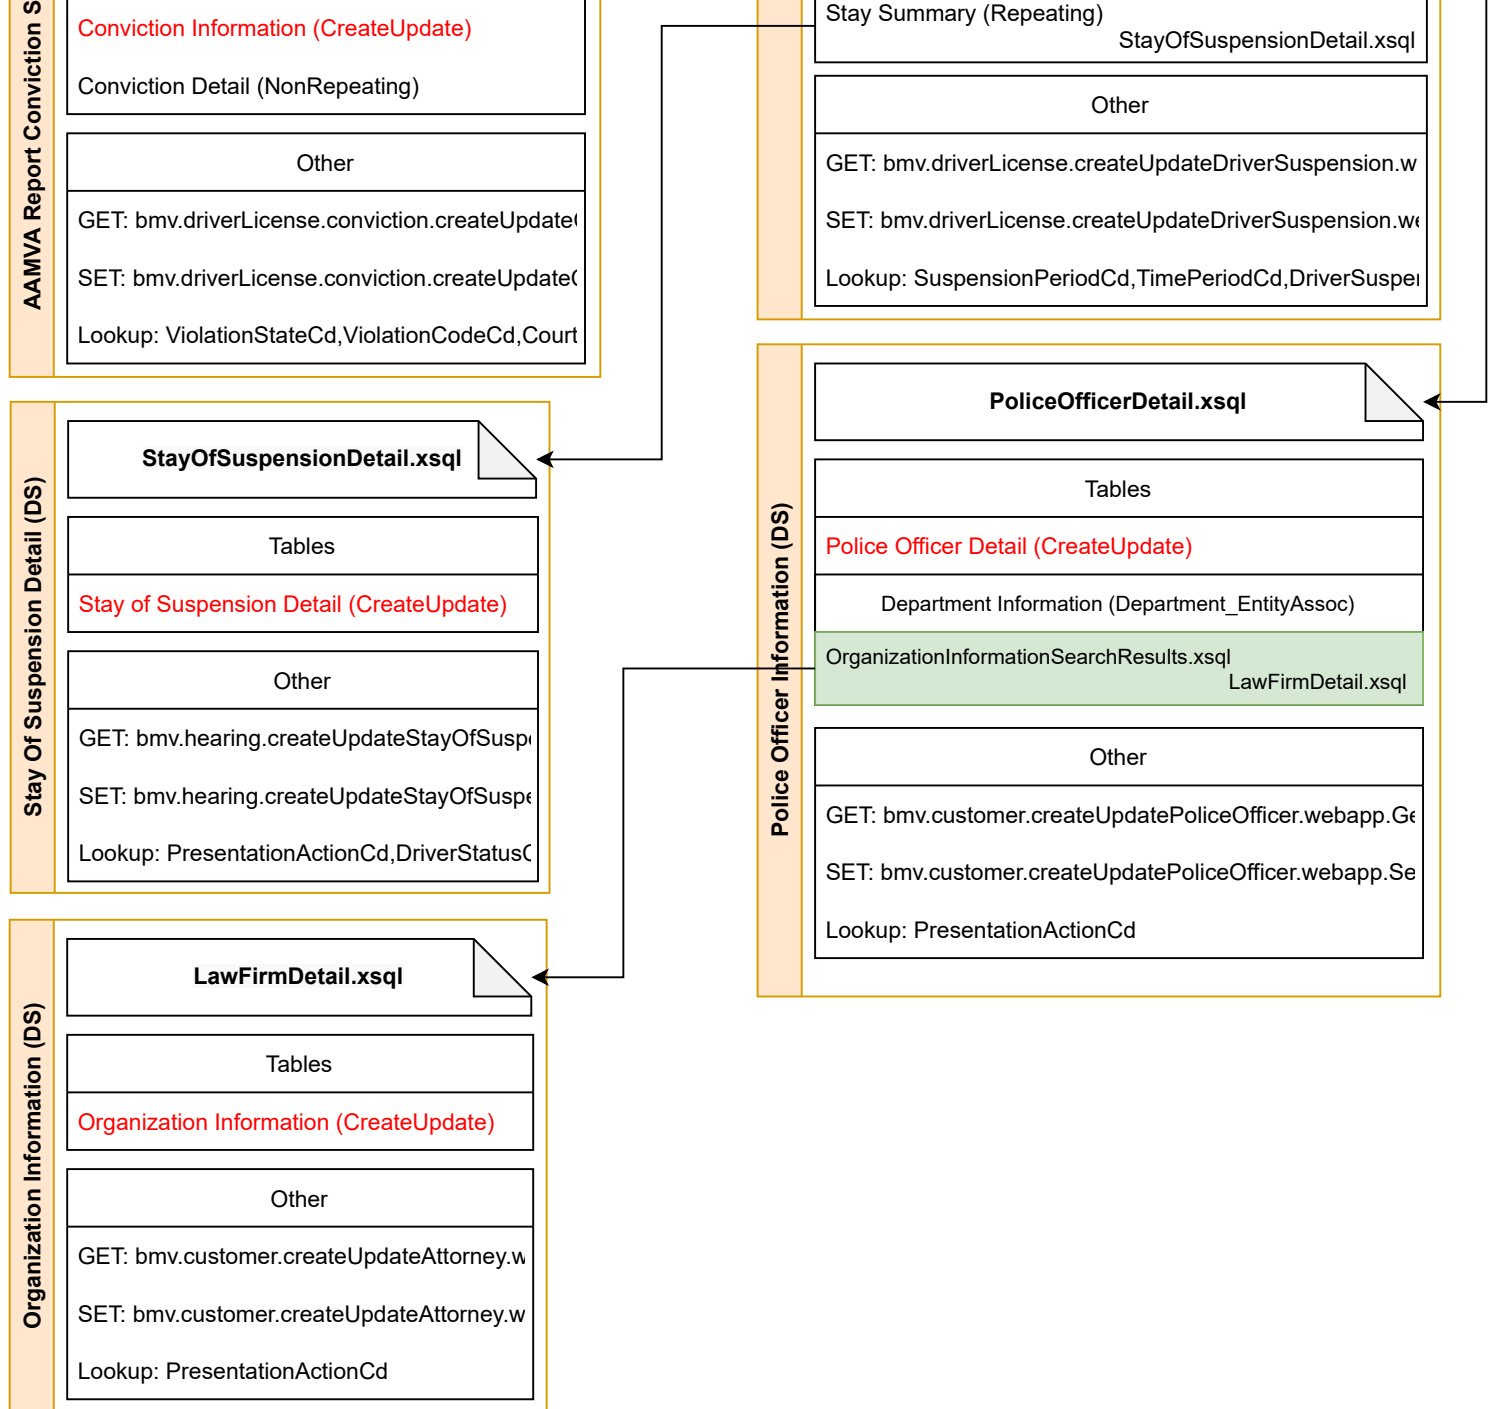 AAMVA Report Conviction S
Conviction Information (CreateUpdate)
Conviction Detail (NonRepeating)
Other
GET: bmv.driverLicense.conviction.createUpdate
SET: bmv.driverLicense.conviction.createUpdate
Lookup: ViolationStateCd,ViolationCodeCd,Court
Stay Summary (Repeating)
StayOfSuspensionDetail.xsql
Other
GET: bmv.driverLicense.createUpdateDriverSuspension.w
SET: bmv.driverLicense.createUpdateDriverSuspension.we
Lookup: SuspensionPeriodCd,TimePeriodCd,DriverSuspe
Stay Of Suspension Detail (DS)
StayOfSuspensionDetail.xsql
Tables
Stay of Suspension Detail (CreateUpdate)
Other
GET: bmv.hearing.createUpdateStayOfSuspe
SET: bmv.hearing.createUpdateStayOfSuspe
Lookup: PresentationActionCd,DriverStatusC
Police Officer Information (DS)
PoliceOfficerDetail.xsql
Tables
Police Officer Detail (CreateUpdate)
Department Information (Department_EntityAssoc)
OrganizationInformationSearchResults.xsql
LawFirmDetail.xsql
Other
GET: bmv.customer.createUpdatePoliceOfficer.webapp.Ge
SET: bmv.customer.createUpdatePoliceOfficer.webapp.Se
Lookup: PresentationActionCd
Organization Information (DS)
LawFirmDetail.xsql
Tables
Organization Information (CreateUpdate)
Other
GET: bmv.customer.createUpdateAttorney.w
SET: bmv.customer.createUpdateAttorney.w
Lookup: PresentationActionCd